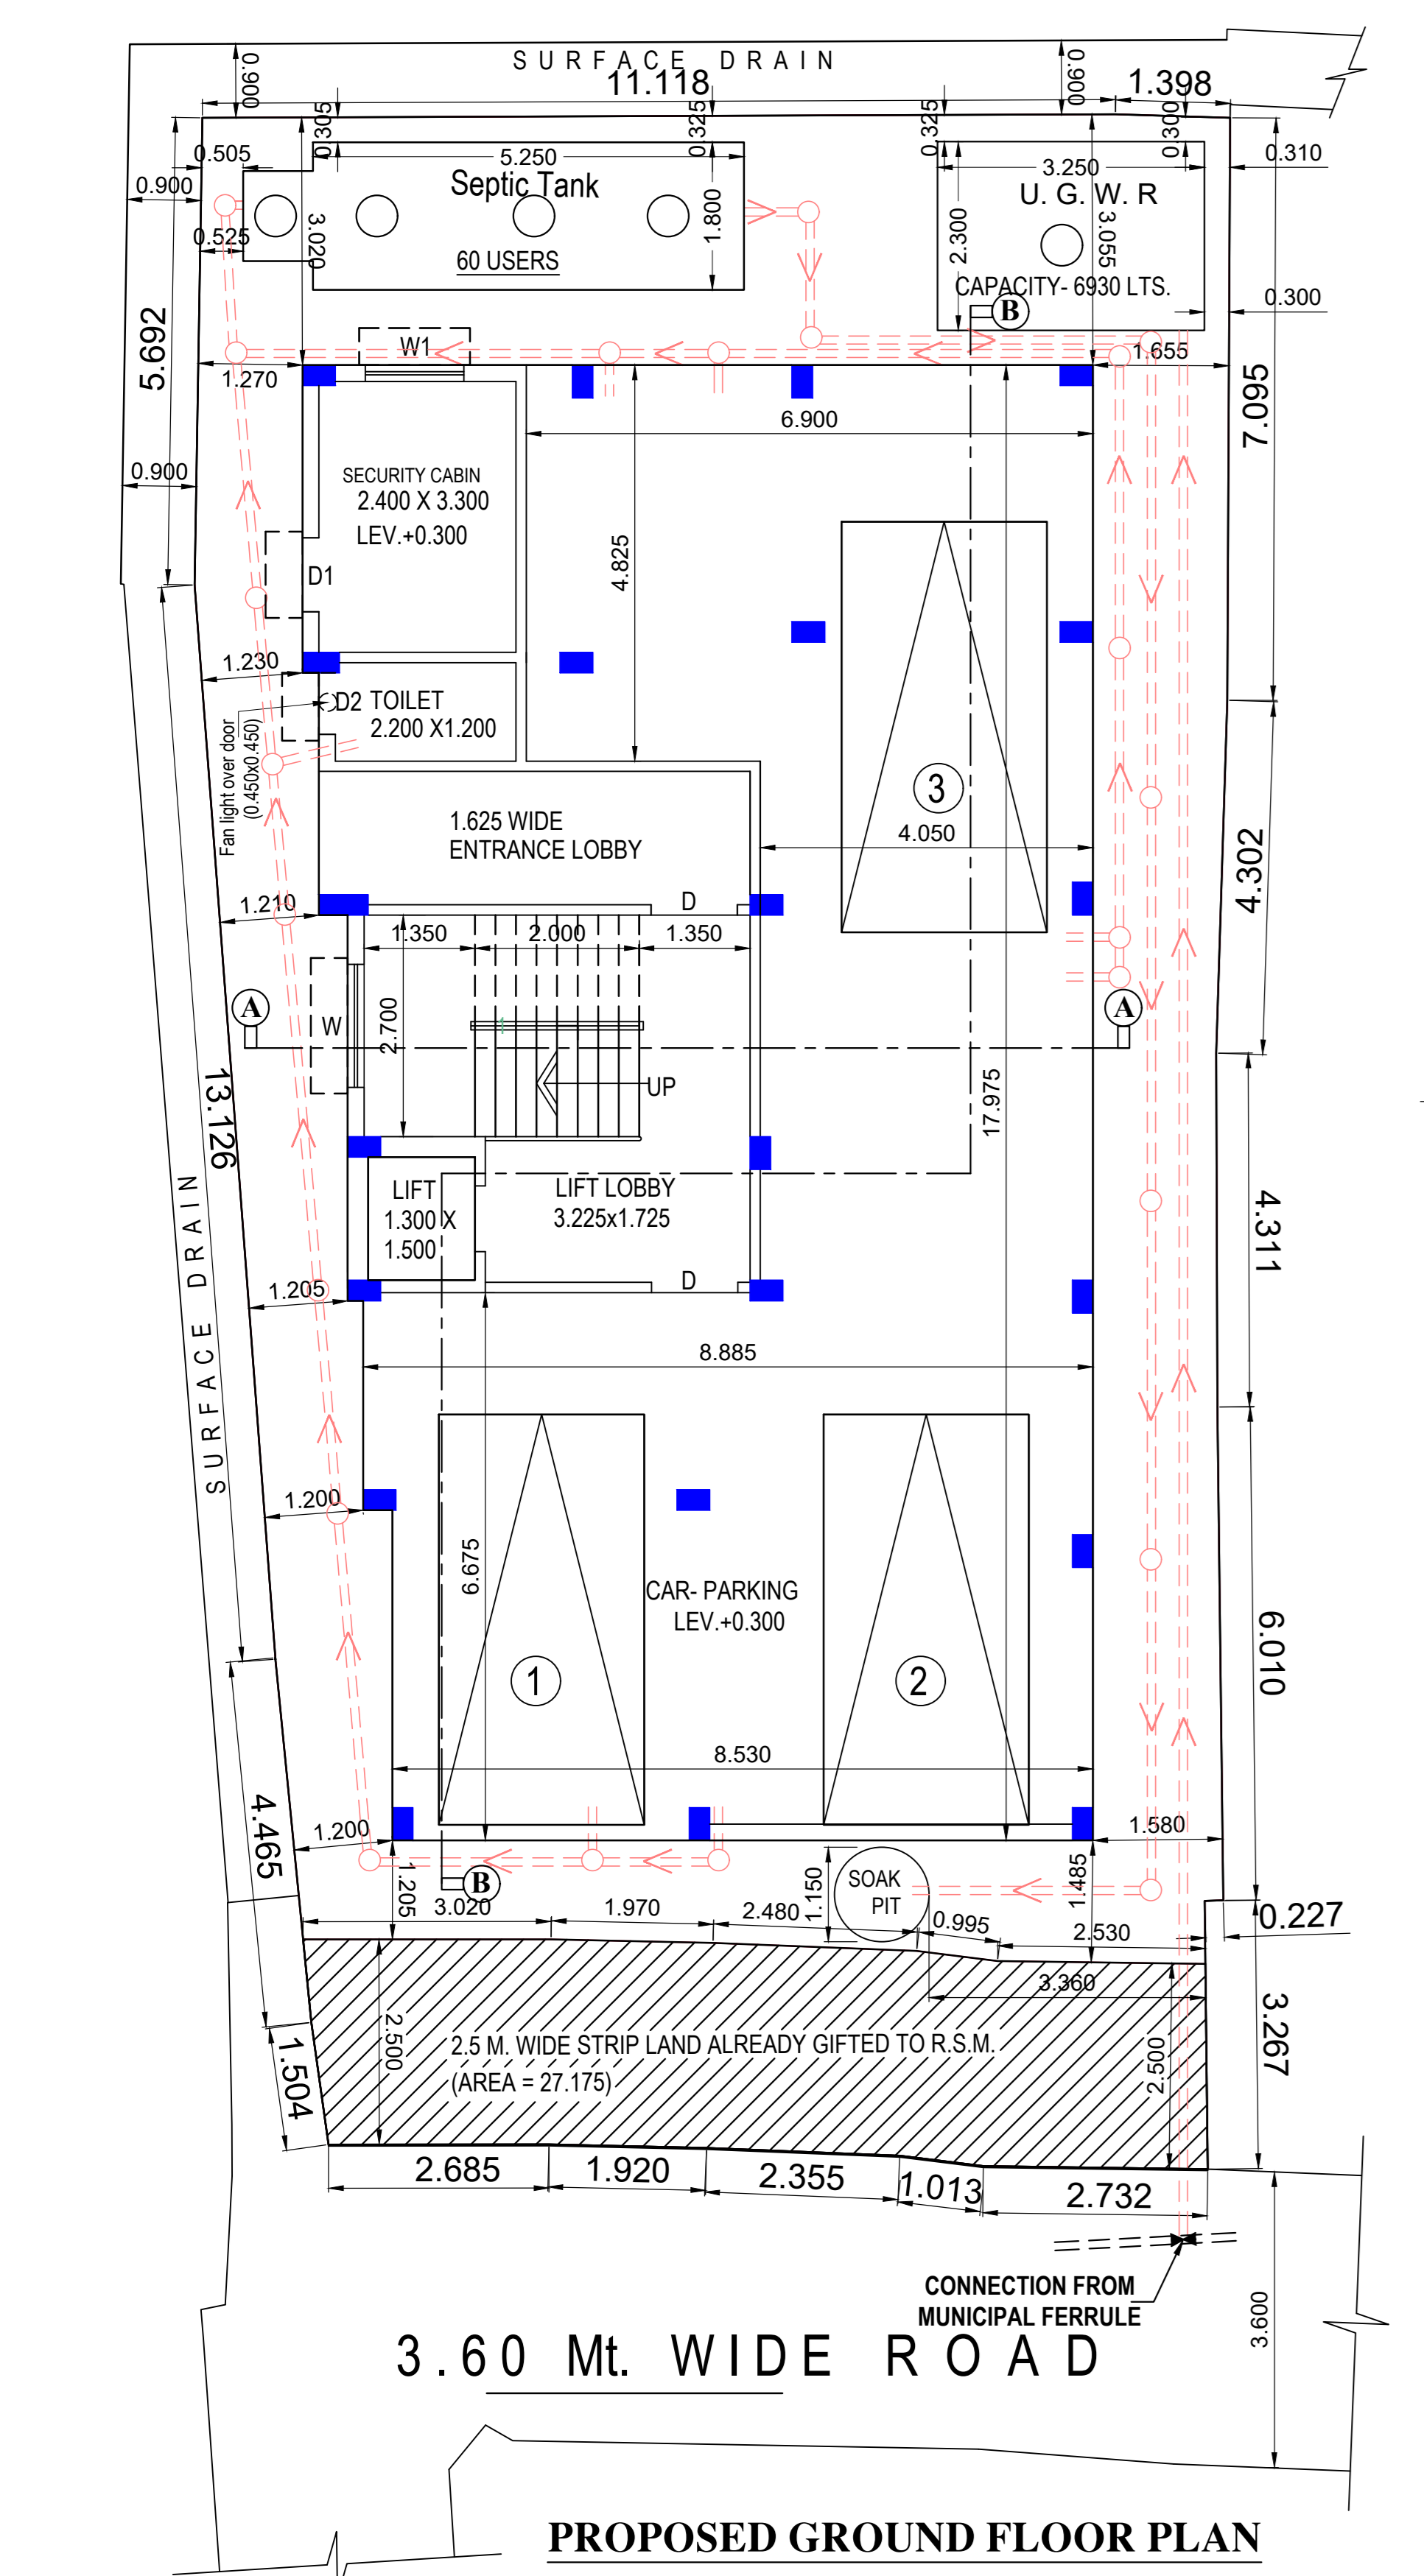 SURFACE DRAIN
0.900
11.118
0.900
1.398
0.305
0.325
0.325
0.300
0.505
5.250
3.250
0.310
Septic Tank
U. G. W. R
0.900
3.020
1.800
2.300
3.055
0.525
60 USERS
CAPACITY- 6930 LTS.
0.300
B
5.692
W1
1.270
1.655
7.095
6.900
0.900
SECURITY CABIN
2.400 X 3.300
LEV.+0.300
4.825
D1
1.230
D2 TOILET
2.200 X1.200
Fan light over door
(0.450x0.450)
3
1.625 WIDE
ENTRANCE LOBBY
4.050
4.302
1.210
D
1.350
2.000
1.350
A
W
2.700
1
A
UP
17.975
13.126
LIFT
1.300 X
1.500
LIFT LOBBY
3.225x1.725
4.311
SURFACE DRAIN
1.205
D
8.885
1.200
6.675
CAR- PARKING
LEV.+0.300
6.010
1
2
8.530
4.465
1.200
1.580
1.205
B
1.150
SOAK
PIT
1.485
3.020
1.970
2.480
0.995
2.530
0.227
3.360
2.500
2.5 M. WIDE STRIP LAND ALREADY GIFTED TO R.S.M.
(AREA = 27.175)
2.500
3.267
1.504
2.685
1.920
2.355
1.013
2.732
CONNECTION FROM
MUNICIPAL FERRULE
3.600
3.60 Mt. WIDE ROAD
PROPOSED GROUND FLOOR PLAN